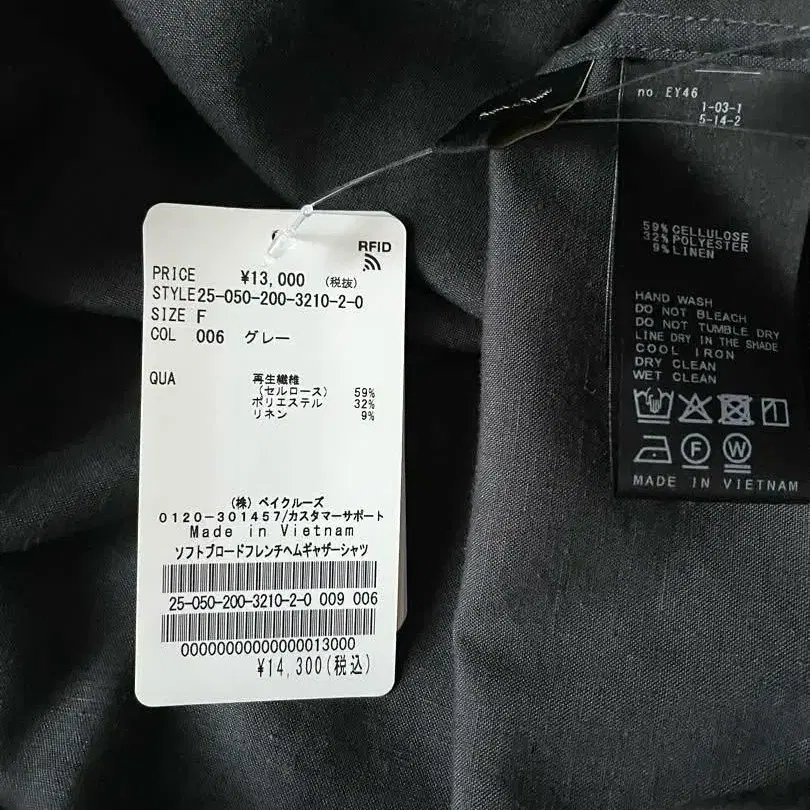 RFID
PRICE ¥13,000 (税抜)
STYLE25-050-200-3210-2-0
SIZE F
COL 006 グレー
QUA 再生繊維
(セルロース) 59%
ポリエステル 32%
リネン 9%
(株) ベイクルーズ
0120-301457/カスタマーサポート
Made in Vietnam
ソフトブロードフレンチヘムギャザーシャツ
25-050-200-3210-2-0 009 006
00000000000000013000
¥14,300(税込)
no. EY46
1-03-1
5-14-2
59% CELLULOSE
32% POLYESTER
9% LINEN
HAND WASH
DO NOT BLEACH
DO NOT TUMBLE DRY
LINE DRY IN THE SHADE
COOL IRON
DRY CLEAN
WET CLEAN
F W
MADE IN VIETNAM